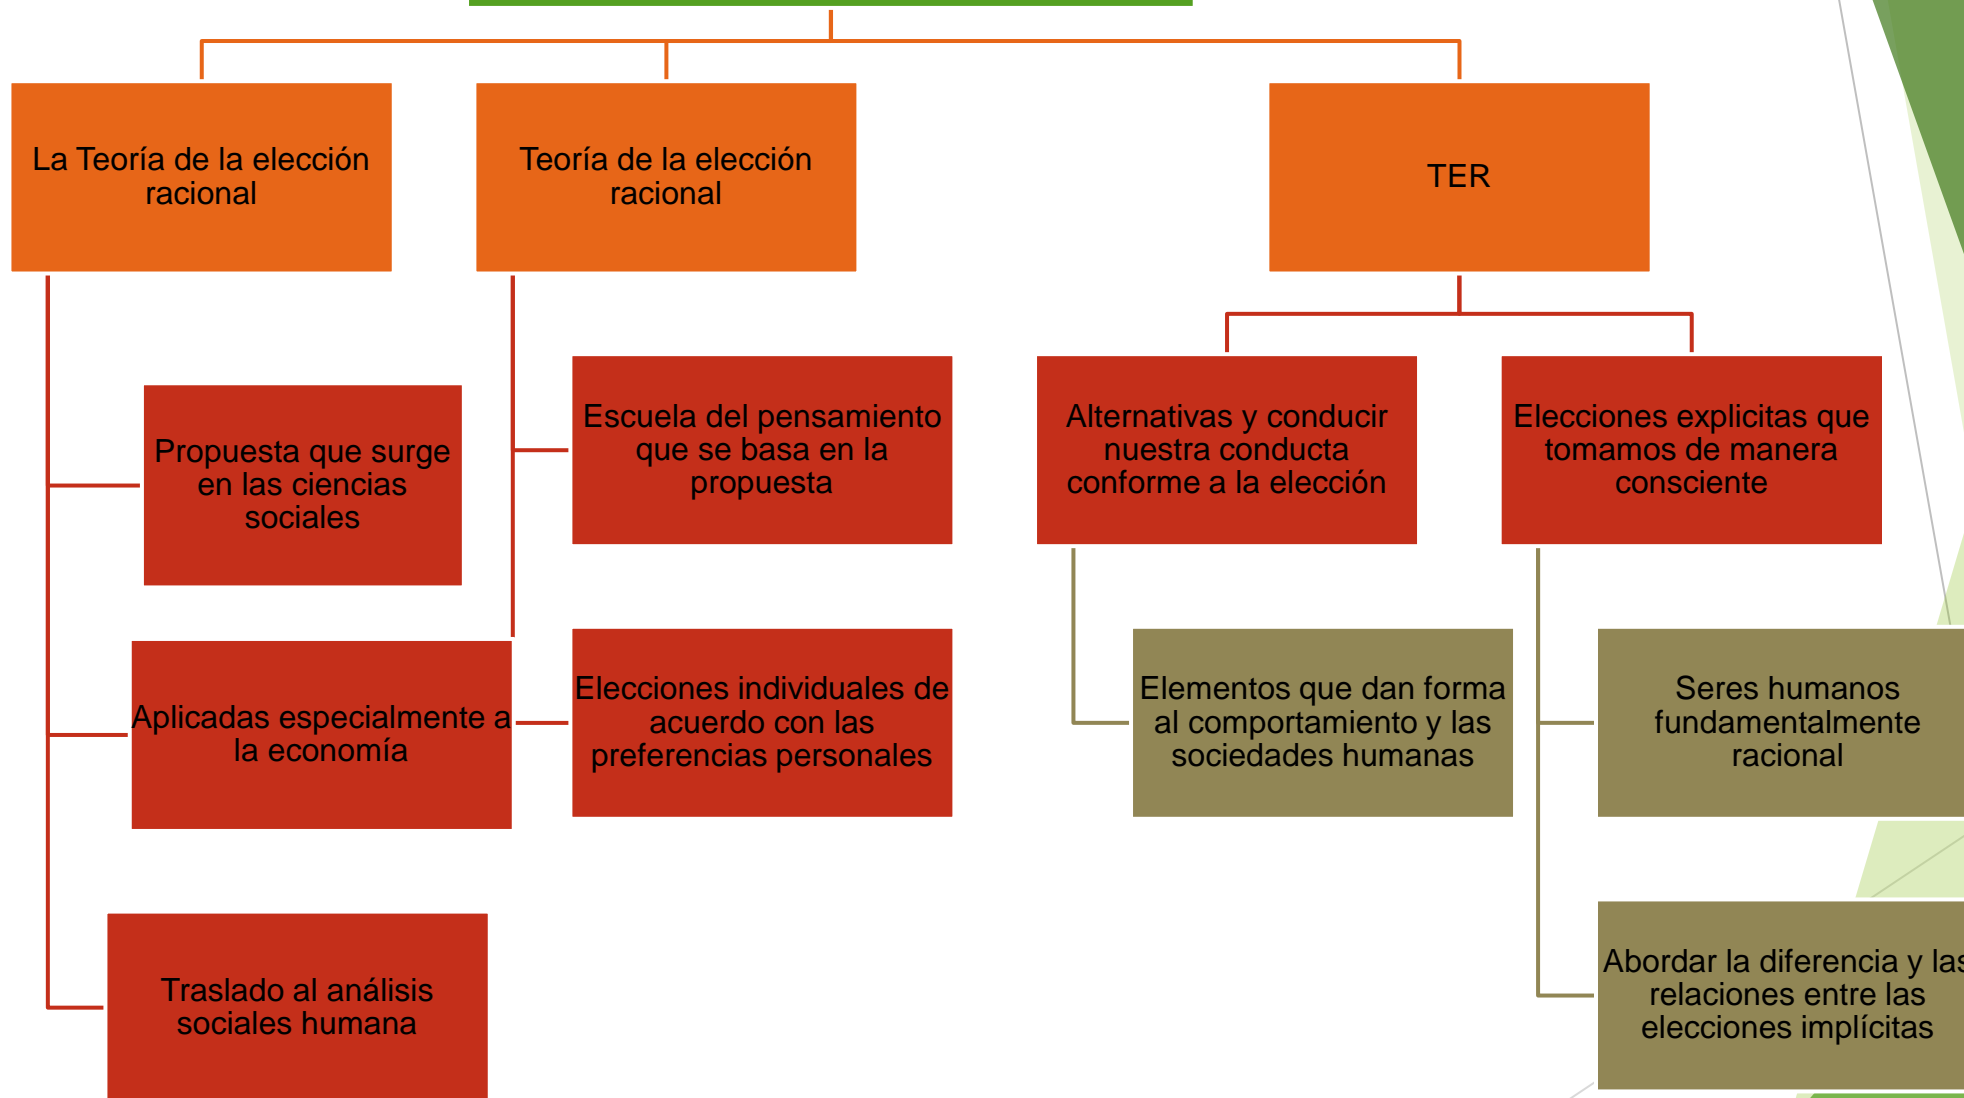 La Teoría de la elección
racional
Teoría de la elección
racional
TER
Propuesta que surge
en las ciencias
sociales
Aplicadas especialmente a
la economía
Traslado al análisis
sociales humana
Escuela del pensamiento
que se basa en la
propuesta
Elecciones individuales de
acuerdo con las
preferencias personales
Alternativas y conducir
nuestra conducta
conforme a la elección
Elementos que dan forma
al comportamiento y las
sociedades humanas
Elecciones explicitas que
tomamos de manera
consciente
Seres humanos
fundamentalmente
racional
Abordar la diferencia y las
relaciones entre las
elecciones implícitas